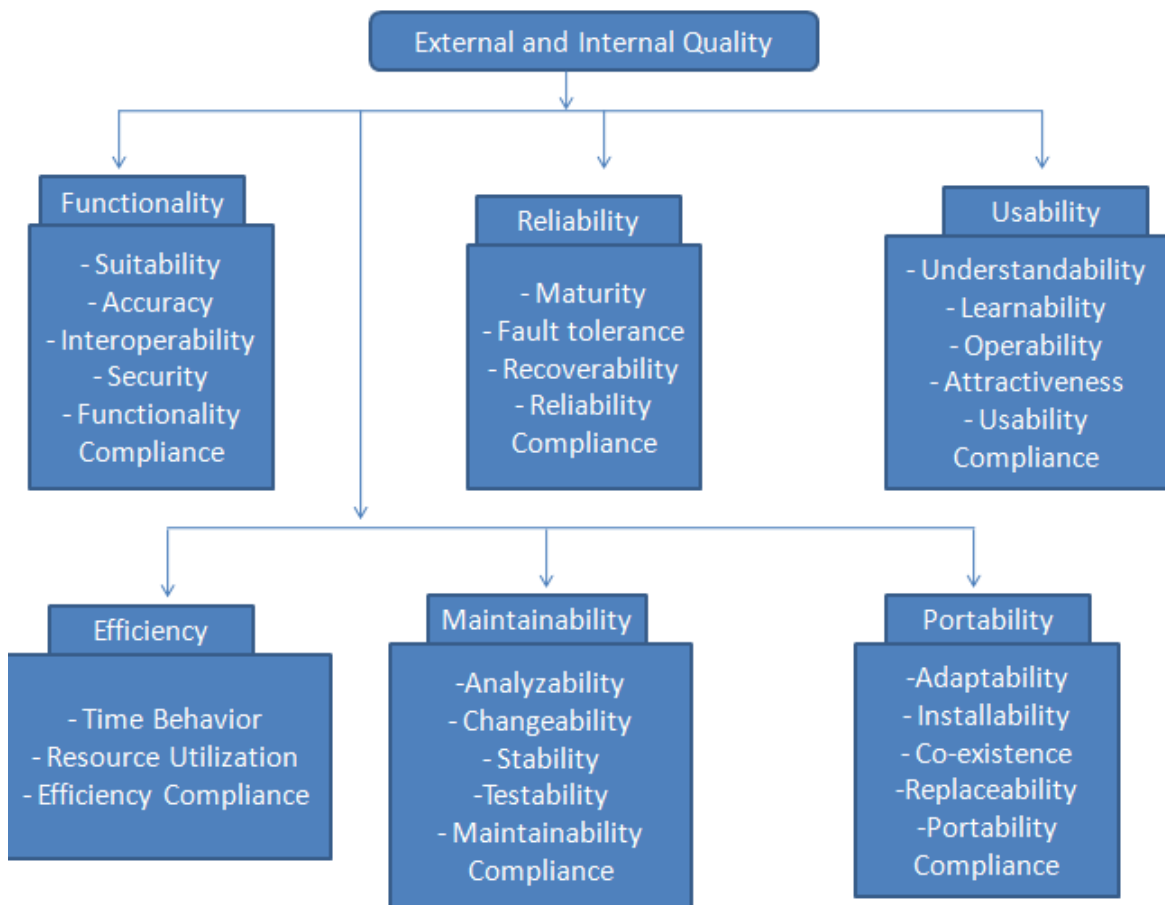 External and Internal Quality
Functionality
- Suitability
- Accuracy
- Interoperability
- Security
- Functionality
Compliance
Reliability
- Maturity
- Fault tolerance
- Recoverability
- Reliability
Compliance
Usability
- Understandability
- Learnability
- Operability
- Attractiveness
- Usability
Compliance
Efficiency
- Time Behavior
- Resource Utilization
- Efficiency Compliance
Maintainability
-Analyzability
- Changeability
- Stability
-Testability
- Maintainability
Compliance
Portability
-Adaptability
- Installability
- Co-existence
-Replaceability
-Portability
Compliance